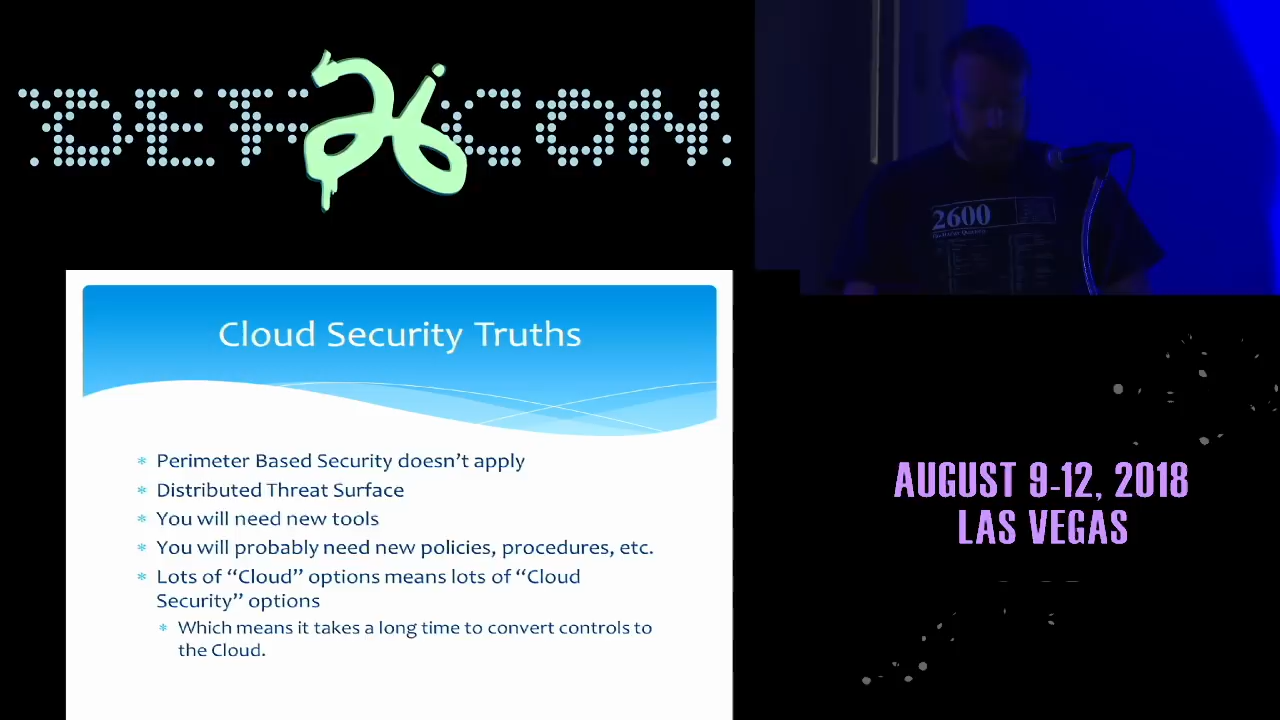 DEF 26 CON
2600
Cloud Security Truths
* Perimeter Based Security doesn't apply
* Distributed Threat Surface
* You will need new tools
* You will probably need new policies, procedures, etc.
* Lots of “Cloud” options means lots of “Cloud
Security” options
* Which means it takes a long time to convert controls to
the Cloud.
AUGUST 9-12, 2018
LAS VEGAS